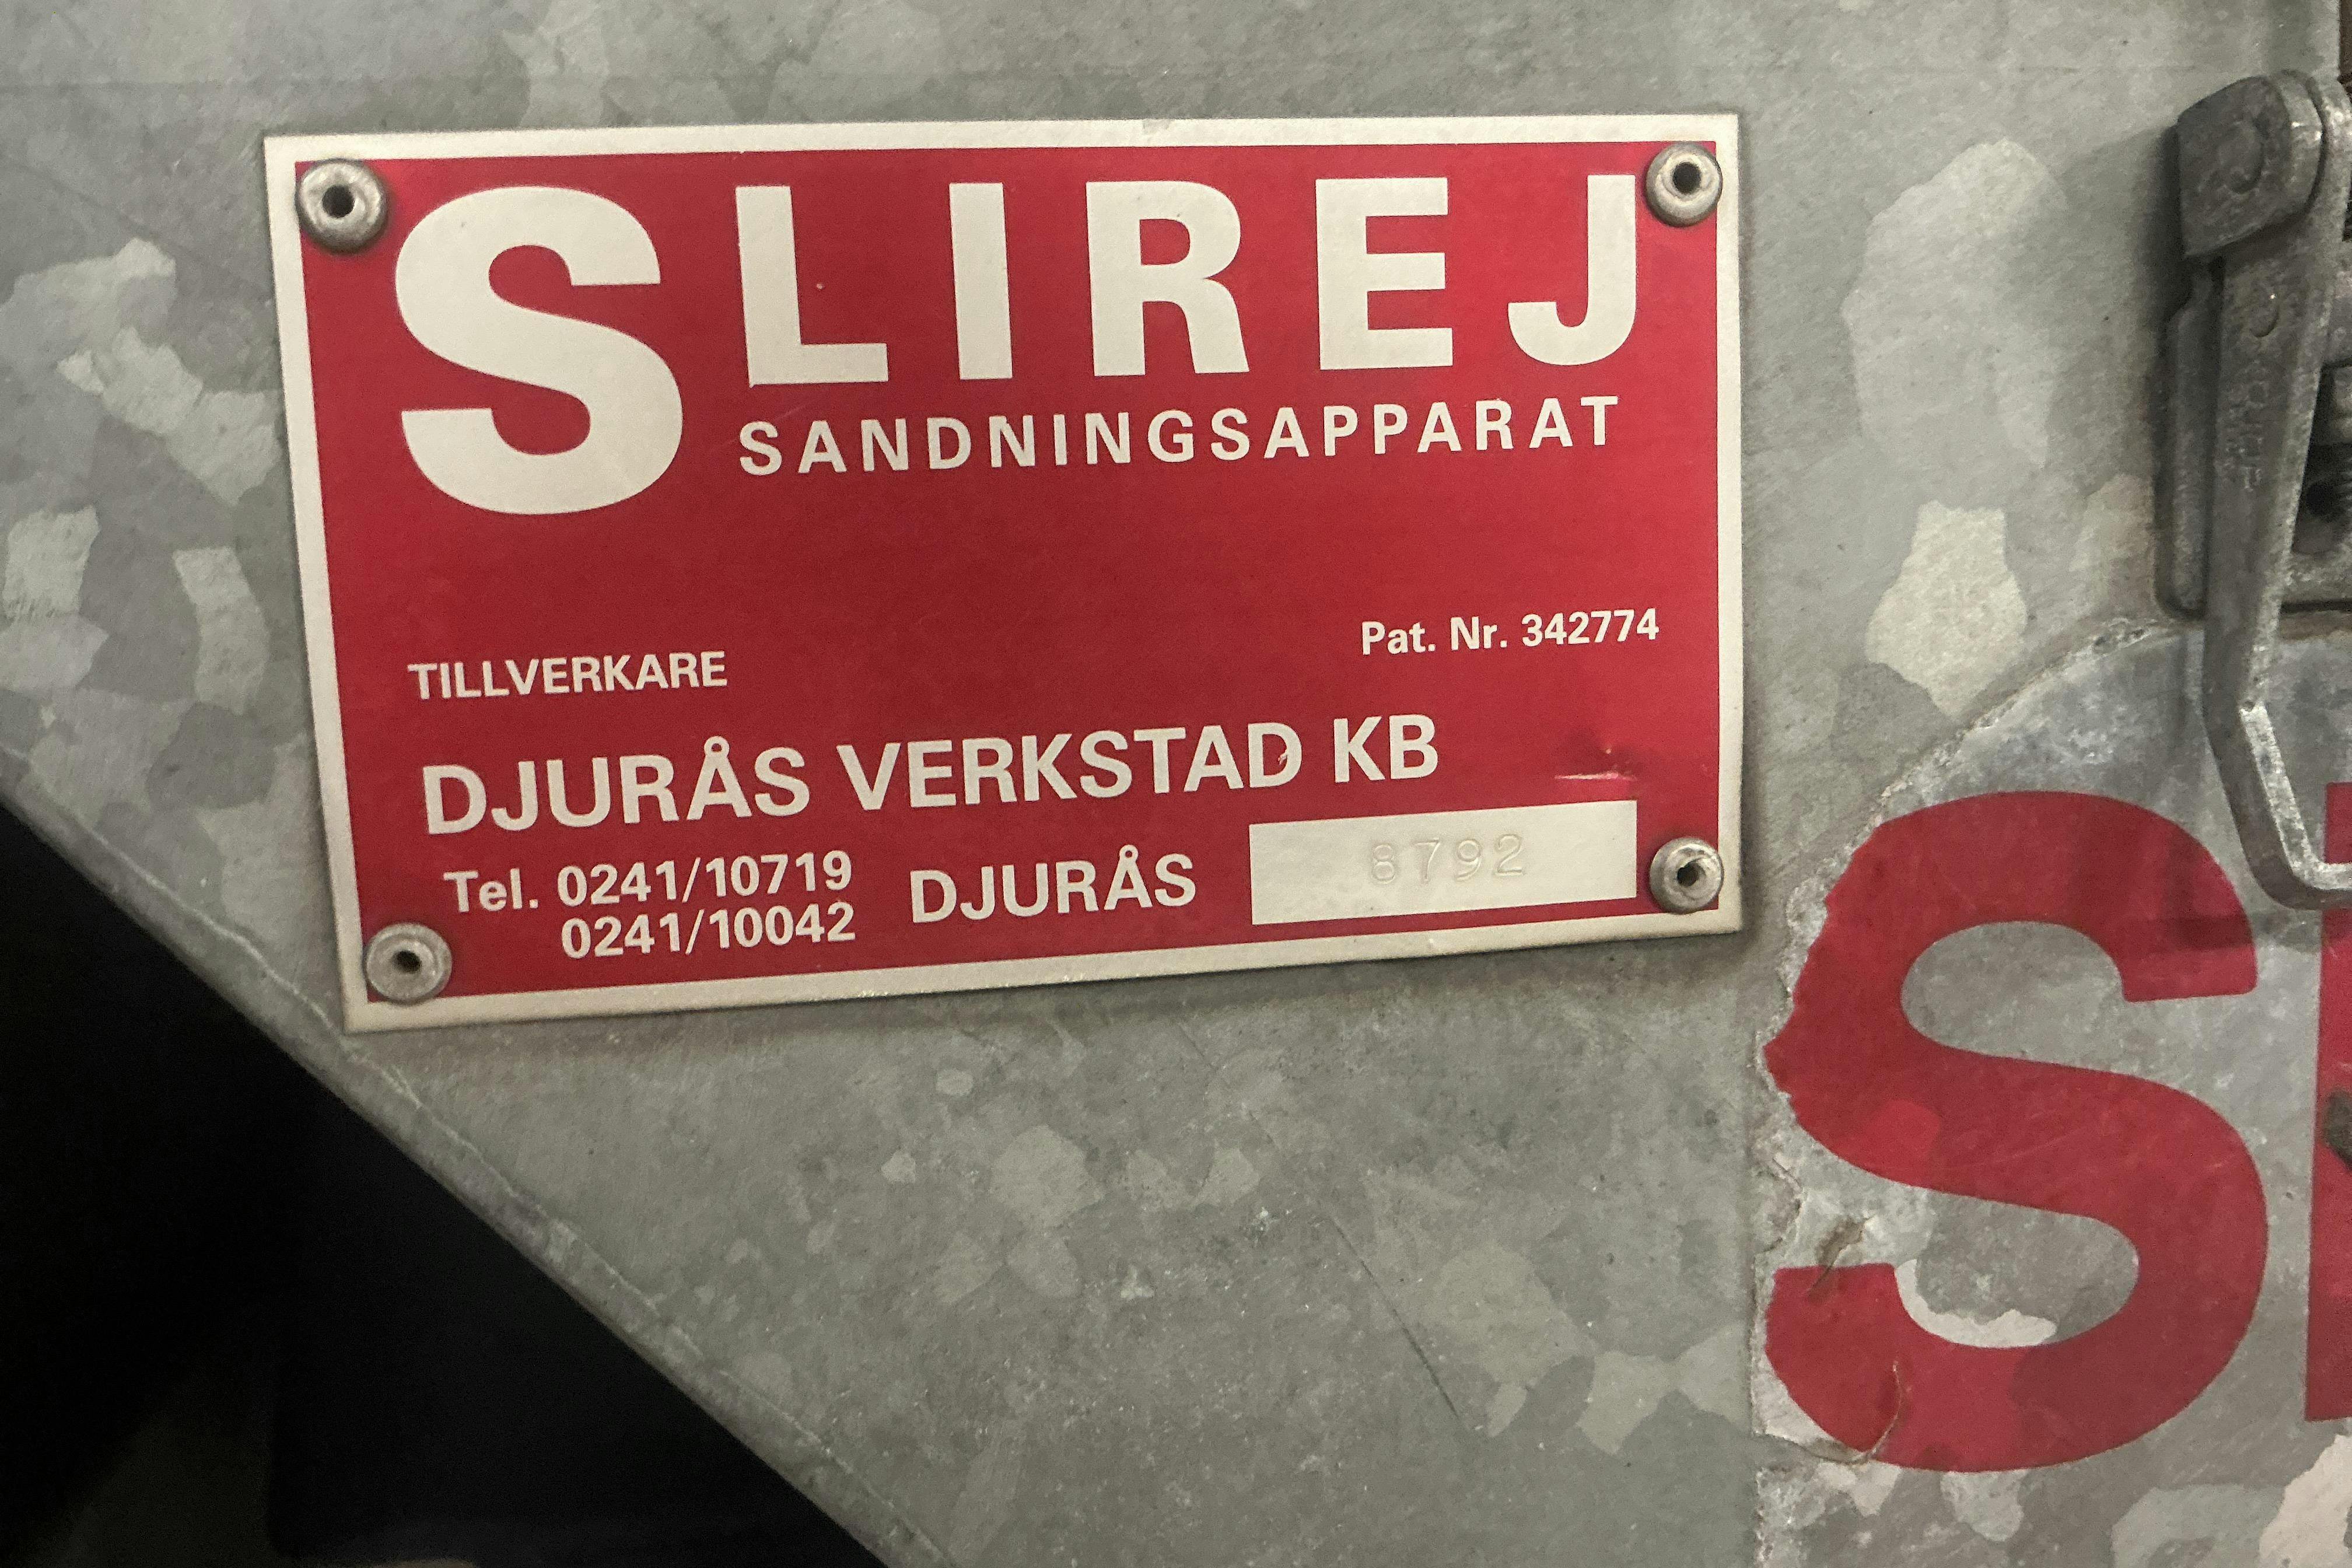 SLIREJ
SANDNINGSAPPARAT
Pat. Nr. 342774
TILLVERKARE
DJURÅS VERKSTAD KB
Tel. 0241/10719
0241/10042
DJURÅS
8792
S